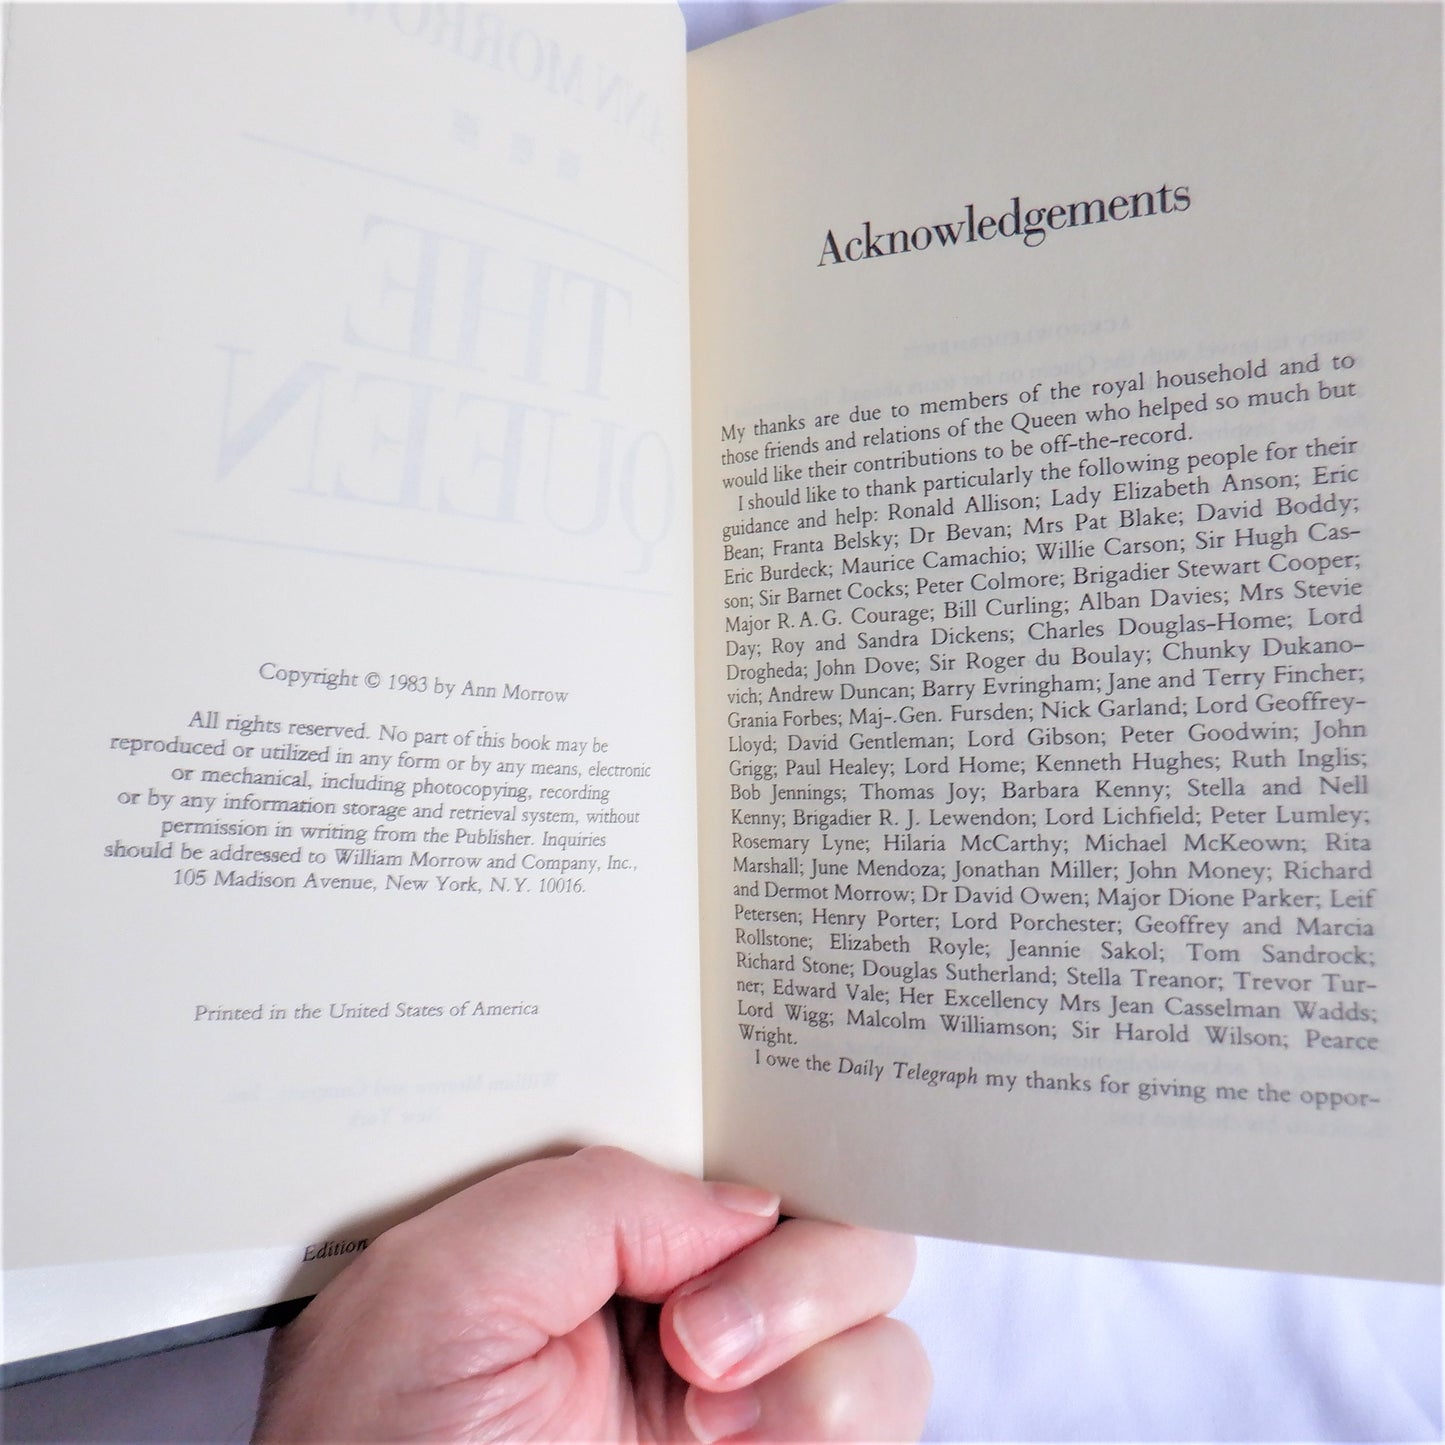 ANN MORROW
THE
QUEEN
Copyright © 1983 by Ann Morrow
All rights reserved. No part of this book may be
reproduced or utilized in any form or by any means, electronic
or mechanical, including photocopying, recording
or by any information storage and retrieval system, without
permission in writing from the Publisher. Inquiries
should be addressed to William Morrow and Company, Inc.,
105 Madison Avenue, New York, N.Y. 10016.
Printed in the United States of America
Edition
Acknowledgements
My thanks are due to members of the royal household and to
those friends and relations of the Queen who helped so much but
would like their contributions to be off-the-record.
I should like to thank particularly the following people for their
guidance and help: Ronald Allison; Lady Elizabeth Anson; Eric
Bean; Franta Belsky; Dr Bevan; Mrs Pat Blake; David Boddy;
Eric Burdeck; Maurice Camachio; Willie Carson; Sir Hugh Cas-
son; Sir Barnet Cocks; Peter Colmore; Brigadier Stewart Cooper;
Major R.A.G. Courage; Bill Curling; Alban Davies; Mrs Stevie
Day; Roy and Sandra Dickens; Charles Douglas-Home; Lord
Drogheda; John Dove; Sir Roger du Boulay; Chunky Dukano-
vich; Andrew Duncan; Barry Evringham; Jane and Terry Fincher;
Grania Forbes; Maj-.Gen. Fursden; Nick Garland; Lord Geoffrey-
Lloyd; David Gentleman; Lord Gibson; Peter Goodwin; John
Grigg; Paul Healey; Lord Home; Kenneth Hughes; Ruth Inglis;
Bob Jennings; Thomas Joy; Barbara Kenny; Stella and Nell
Kenny; Brigadier R. J. Lewendon; Lord Lichfield; Peter Lumley;
Rosemary Lyne; Hilaria McCarthy; Michael McKeown; Rita
Marshall; June Mendoza; Jonathan Miller; John Money; Richard
and Dermot Morrow; Dr David Owen; Major Dione Parker; Leif
Petersen; Henry Porter; Lord Porchester; Geoffrey and Marcia
Rollstone; Elizabeth Royle; Jeannie Sakol; Tom Sandrock;
Richard Stone; Douglas Sutherland; Stella Treanor; Trevor Tur-
ner; Edward Vale; Her Excellency Mrs Jean Casselman Wadds;
Lord Wigg; Malcolm Williamson; Sir Harold Wilson; Pearce
Wright.
I owe the Daily Telegraph my thanks for giving me the oppor-